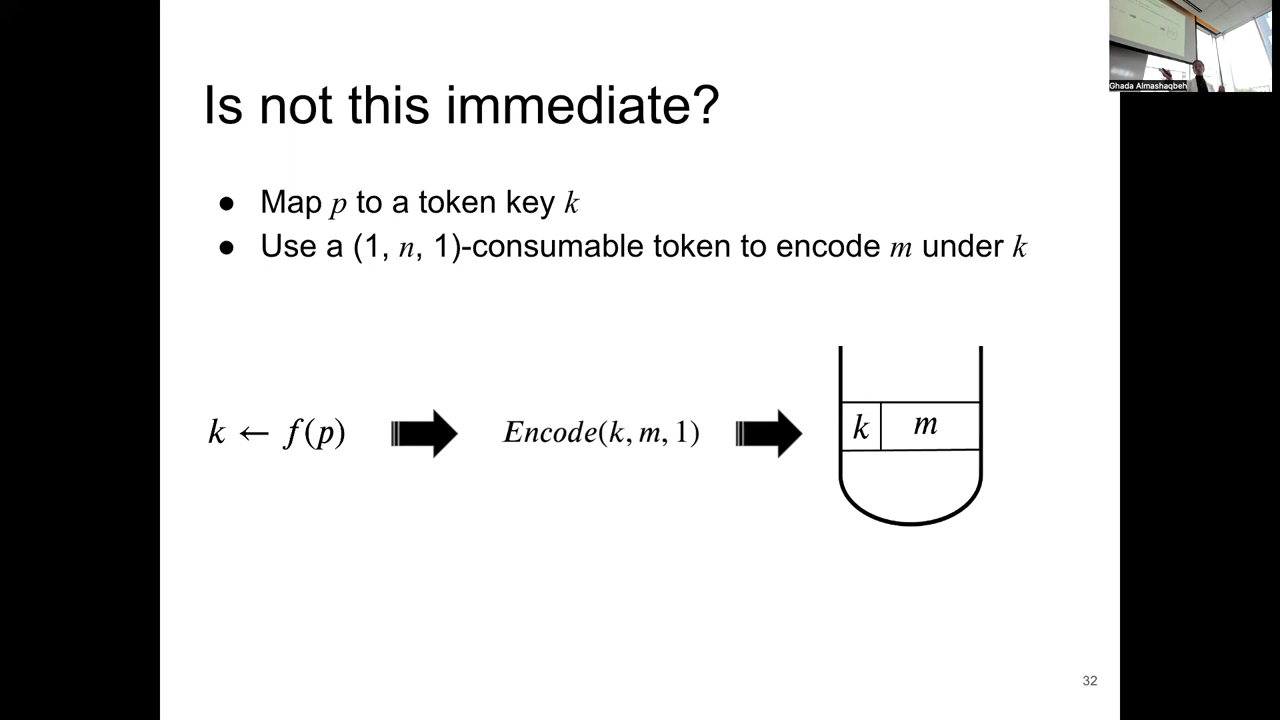 Ghada Almashaqbeh
Is not this immediate?
● Map p to a token key k
● Use a (1, n, 1)-consumable token to encode m under k
k ← f(p)
Encode(k, m, 1)
k m
32